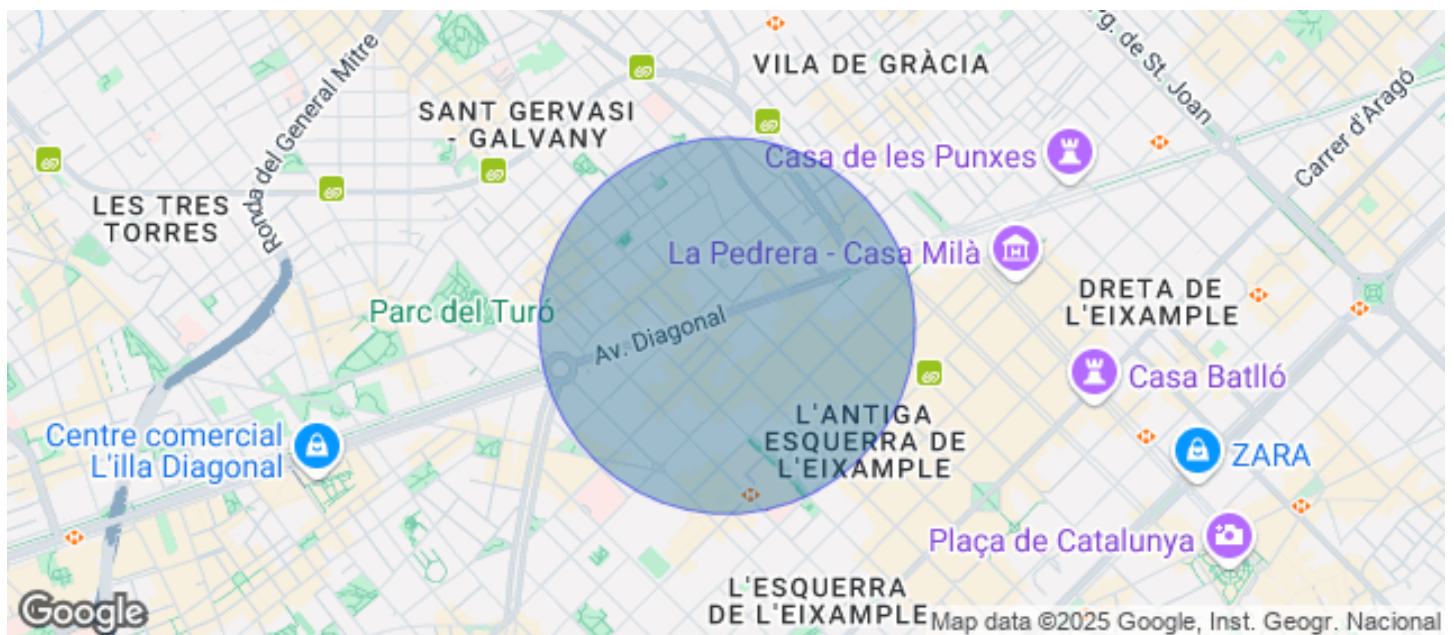 VILA DE GRÀCIA
g. de St. Joan
Ronda del General Mitre
SANT GERVASI
- GALVANY
Carrer d'Aragó
Casa de les Punxes
LES TRES
TORRES
La Pedrera - Casa Milà
DRETA DE
L'EIXAMPLE
Parc del Turó
Av. Diagonal
Casa Batlló
L'ANTIGA
ESQUERRA DE
L'EIXAMPLE
Centre comercial
L'illa Diagonal
ZARA
Plaça de Catalunya
L'ESQUERRA
DE L'EIXAMPLE
Google
Map data ©2025 Google, Inst. Geogr. Nacional